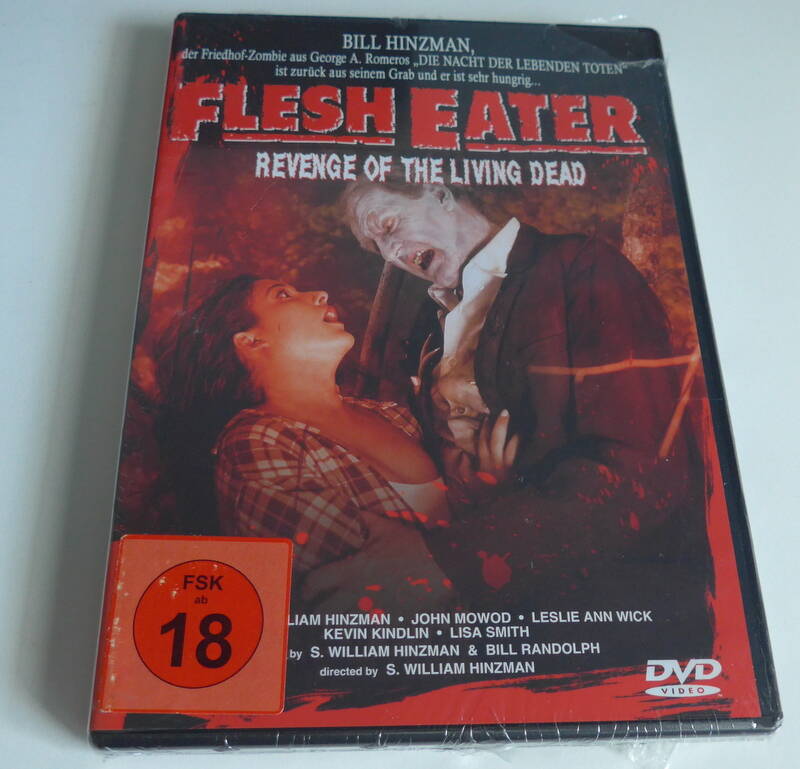 BILL HINZMAN,
der Friedhof-Zombie aus George A. Romeros „DIE NACHT DER LEBENDEN TOTEN"
ist zurück aus seinem Grab und er ist sehr hungrig...
FLESH EATER
REVENGE OF THE LIVING DEAD
FSK
ab
18
LIAM HINZMAN • JOHN MOWOD • LESLIE ANN WICK
KEVIN KINDLIN • LISA SMITH
by S. WILLIAM HINZMAN & BILL RANDOLPH
directed by S. WILLIAM HINZMAN
DVD
VIDEO